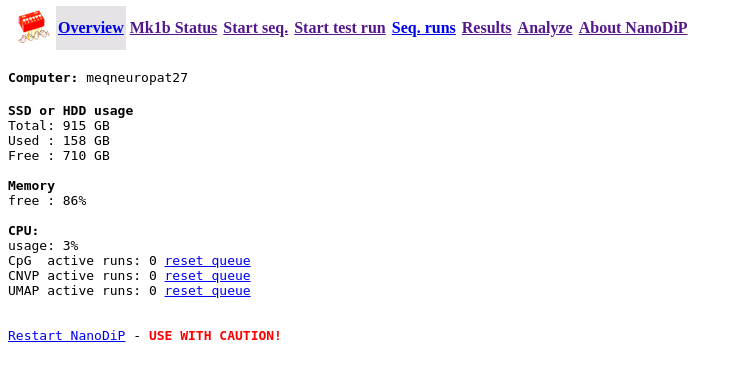 Overview Mk1b Status Start seq. Start test run Seq. runs Results Analyze About NanoDiP
Computer: meqneuropat27
SSD or HDD usage
Total: 915 GB
Used : 158 GB
Free : 710 GB
Memory
free : 86%
CPU:
usage: 3%
CpG  active runs: 0 reset queue
CNVP active runs: 0 reset queue
UMAP active runs: 0 reset queue
Restart NanoDiP - USE WITH CAUTION!